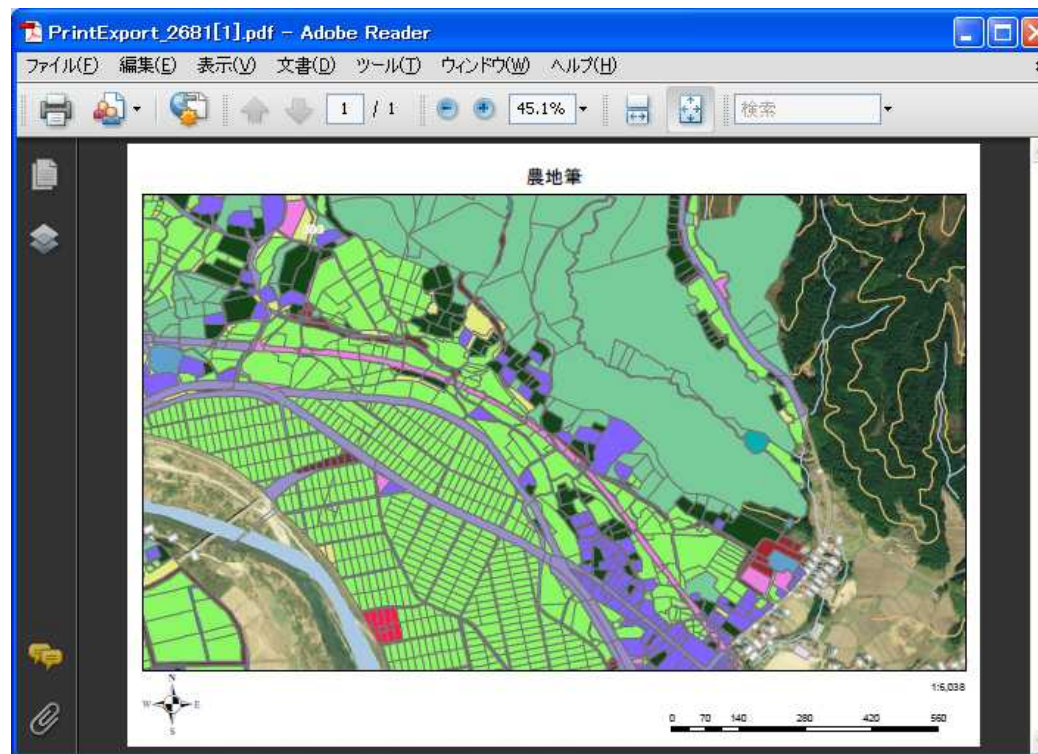 PrintExport_2681[1].pdf - Adobe Reader
ファイル(F) 編集(E) 表示(V) 文書(D) ツール(T) ウィンドウ(W) ヘルプ(H)
1 / 1 45.1% 検索
農地筆
N
W E
S
1:6,038
0 70 140 280 420 560